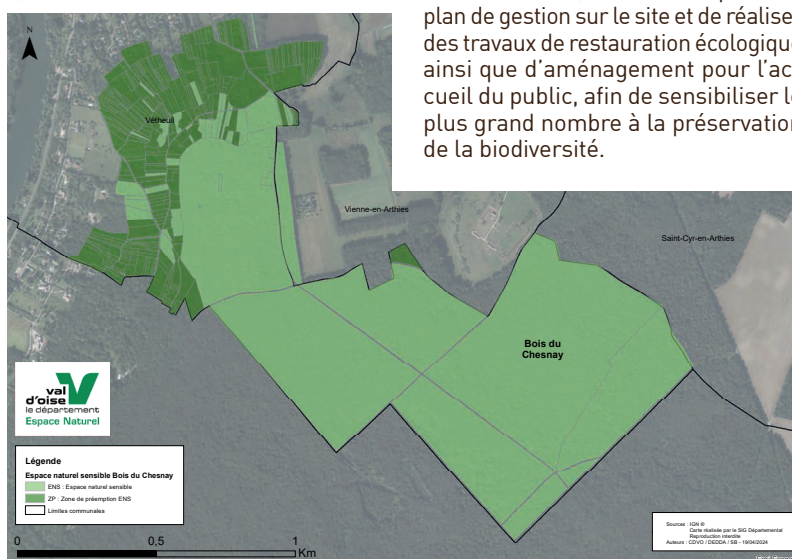 plan de gestion sur le site et de réalise
des travaux de restauration écologique
ainsi que d'aménagement pour l'ac
cueil du public, afin de sensibiliser le
plus grand nombre à la préservation
de la biodiversité.
N
Vétheuil
Vienne-en-Arthies
Saint-Cyr-en-Arthies
Bois du
Chesnay
val
d'oise
le département
Espace Naturel
Légende
Espace naturel sensible Bois du Chesnay
ENS : Espace naturel sensible
ZP : Zone de préemption ENS
Limites communales
0 0,5 1
Km
Sources : IGN ©
Carte réalisée par le SIG Départemental
Reproduction interdite
Auteurs : CDVO / DEDDA / SB - 19/04/2024